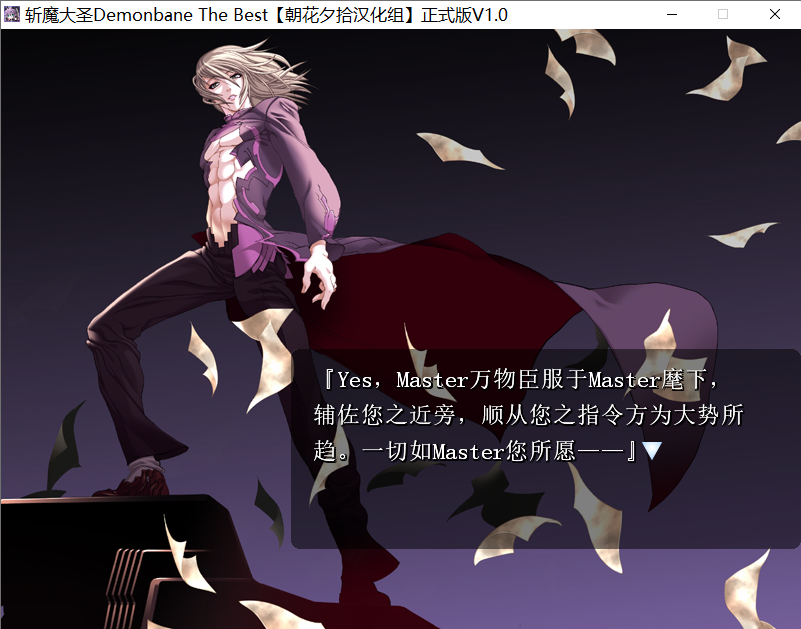 斩魔大圣Demonbane The Best【朝花夕拾汉化组】正式版V1.0
『Yes，Master万物臣服于Master麾下，
辅佐您之近旁，顺从您之指令方为大势所
趋。一切如Master您所愿——』